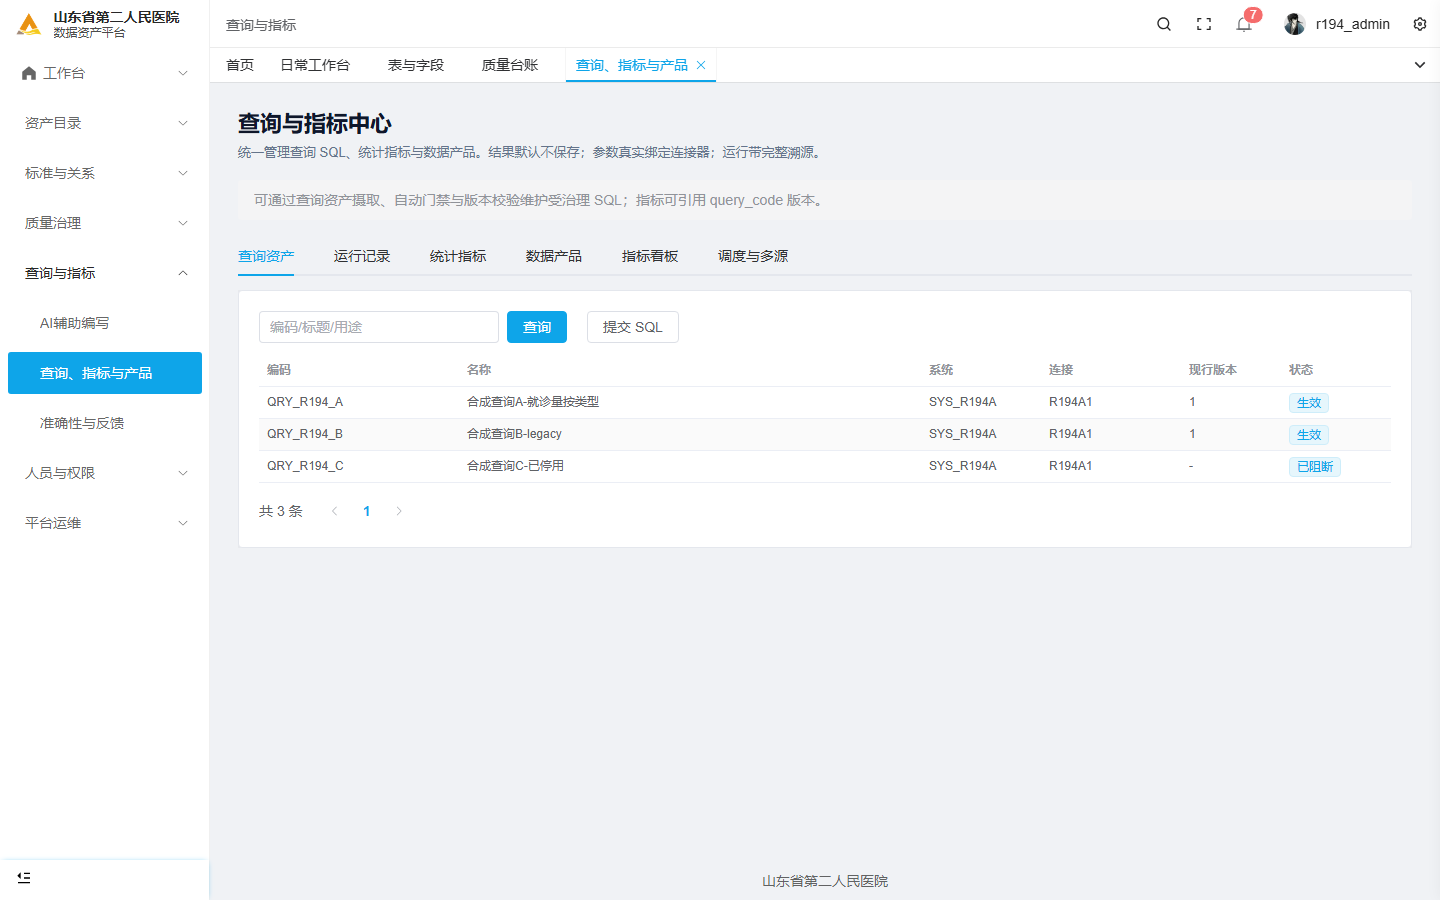 山东省第二人民医院
数据资产平台
工作台
资产目录
标准与关系
质量治理
查询与指标
AI辅助编写
查询、指标与产品
准确性与反馈
人员与权限
平台运维
查询与指标
7
r194_admin
首页 日常工作台 表与字段 质量台账 查询、指标与产品
查询与指标中心
统一管理查询 SQL、统计指标与数据产品。结果默认不保存；参数真实绑定连接器；运行带完整溯源。
可通过查询资产摄取、自动门禁与版本校验维护受治理 SQL；指标可引用 query_code 版本。
查询资产 运行记录 统计指标 数据产品 指标看板 调度与多源
编码/标题/用途 查询 提交 SQL
编码 名称 系统 连接 现行版本 状态
QRY_R194_A 合成查询A-就诊量按类型 SYS_R194A R194A1 1 生效
QRY_R194_B 合成查询B-legacy SYS_R194A R194A1 1 生效
QRY_R194_C 合成查询C-已停用 SYS_R194A R194A1 - 已阻断
共 3 条 1
山东省第二人民医院